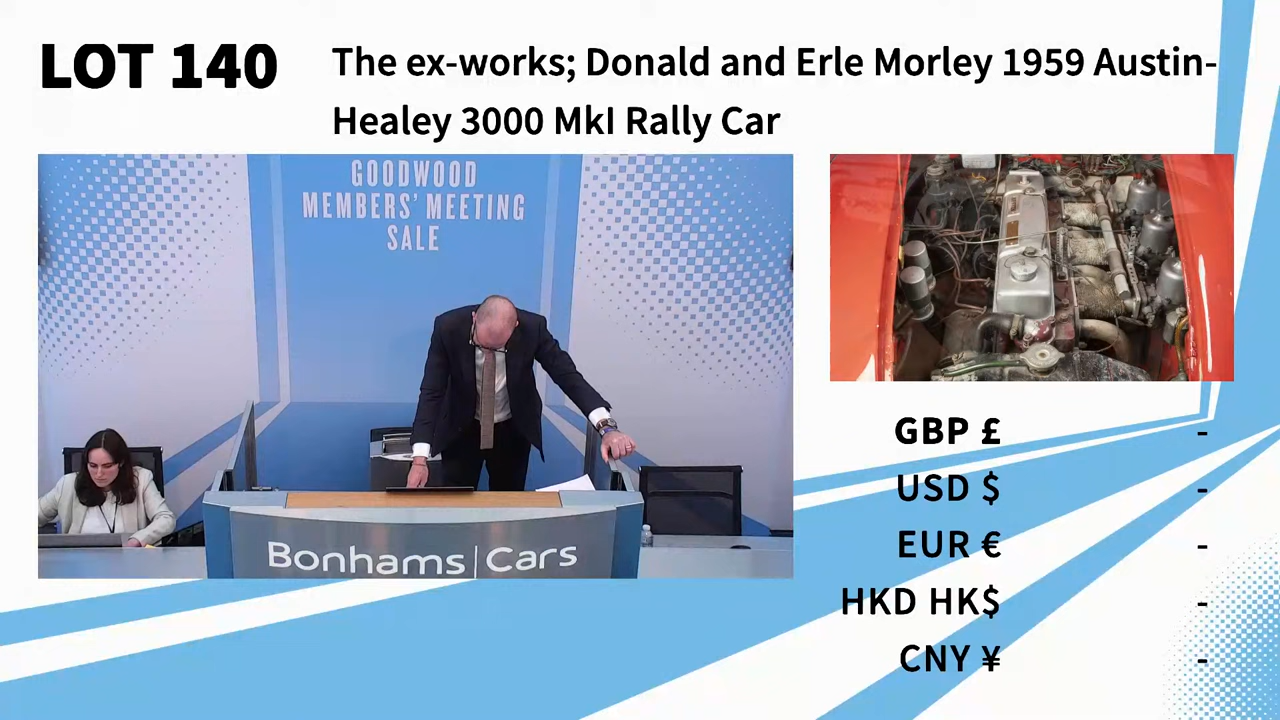 LOT 140
The ex-works; Donald and Erle Morley 1959 Austin-
Healey 3000 MkI Rally Car
GOODWOOD
MEMBERS' MEETING
SALE
Bonhams|Cars
GBP £ -
USD $ -
EUR € -
HKD HK$ -
CNY ¥ -